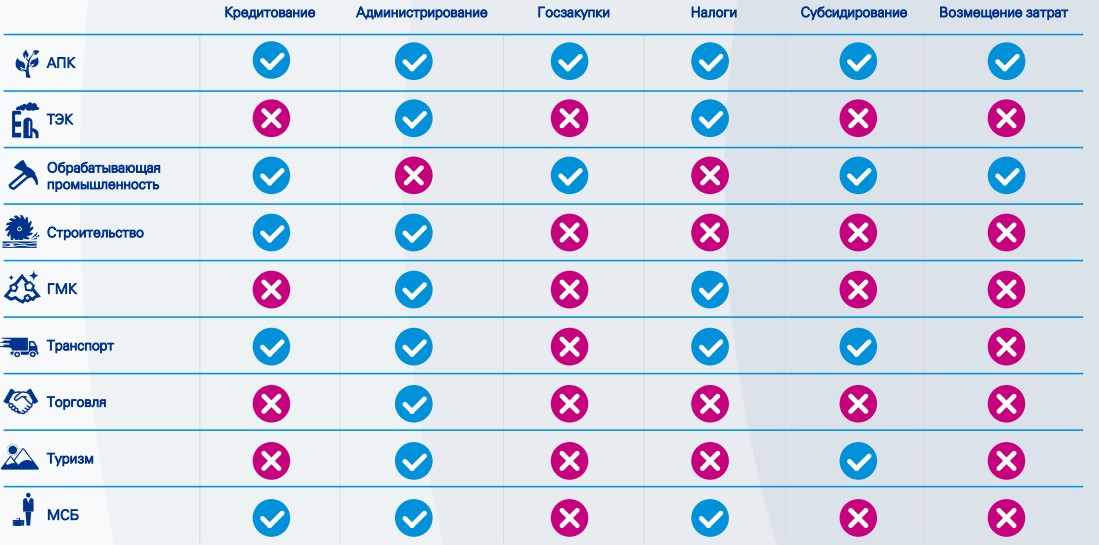 Кредитование Администрирование Госзакупки Налоги Субсидирование Возмещение затрат
АПК
ТЭК
Обрабатывающая
промышленность
Строительство
ГМК
Транспорт
Торговля
Туризм
МСБ